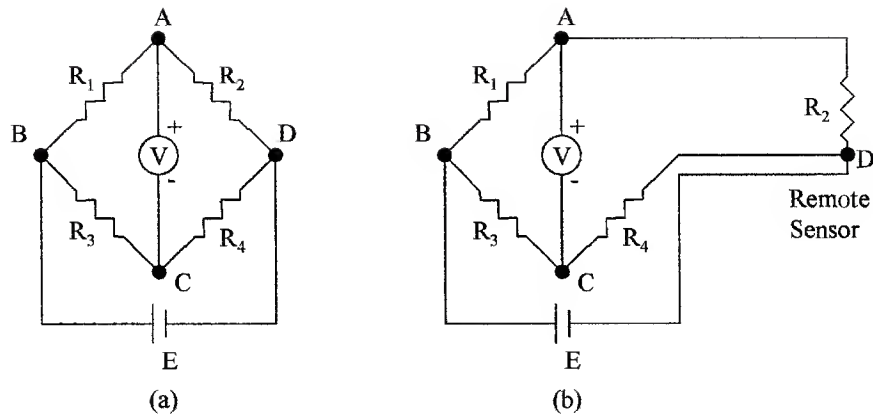 A
R1
R2
B
+
V
-
D
R3
R4
C
E
(a)
A
R1
B
+
V
-
R2
D
R3
R4
Remote
Sensor
C
E
(b)